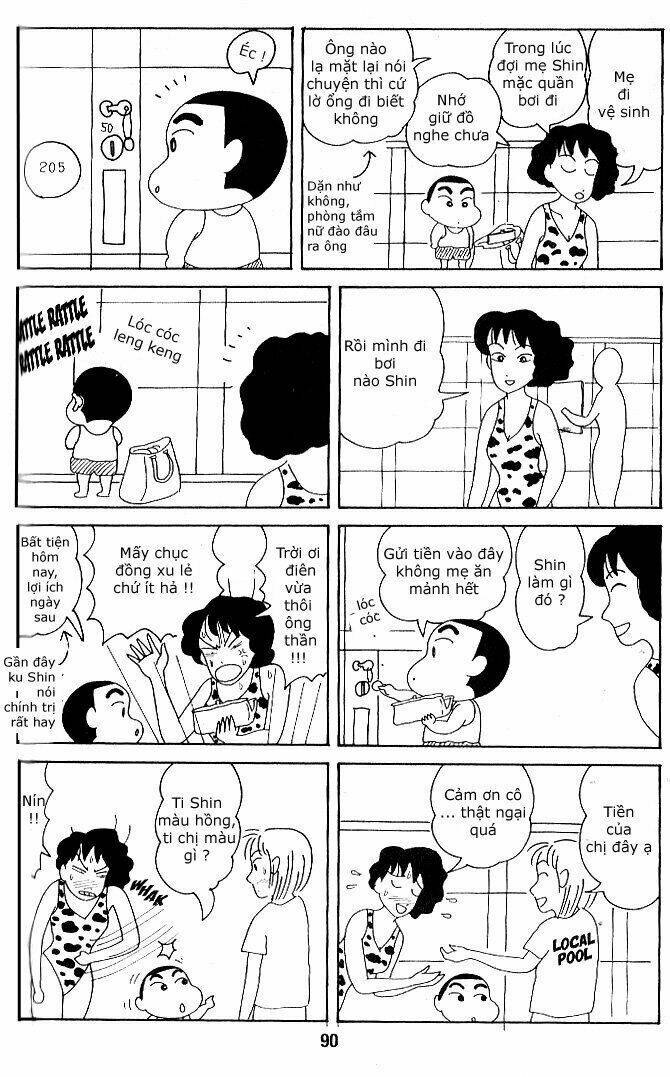 Mẹ
đi
vệ sinh
Trong lúc
đợi mẹ Shin
mặc quần
bơi đi
Nhớ
giữ đồ
nghe chưa
Ông nào
lạ mặt lại nói
chuyện thì cứ
lờ ổng đi biết
không
Dặn như
không,
phòng tắm
nữ đào đâu
ra ông
Éc !
50
205
Rồi mình đi
bơi
nào Shin
Lóc cóc
leng keng
RATTLE RATTLE
RATTLE RATTLE
Shin
làm gì
đó ?
Gửi tiền vào đây
không mẹ ăn
mảnh hết
lóc
cóc
Trời ơi
điên
vừa
thôi
ông
thần
!!!
Mấy chục
đồng xu lẻ
chứ ít hả !!
Bất tiện
hôm
nay,
lợi ích
ngày
sau
Gần đây
ku Shin
nói
chính trị
rất hay
Tiền
của
chị đây ạ
Cảm ơn cô
... thật ngại
quá
LOCAL
POOL
Ti Shin
màu hồng,
ti chị màu
gì ?
WHAK
Nín
!!
90